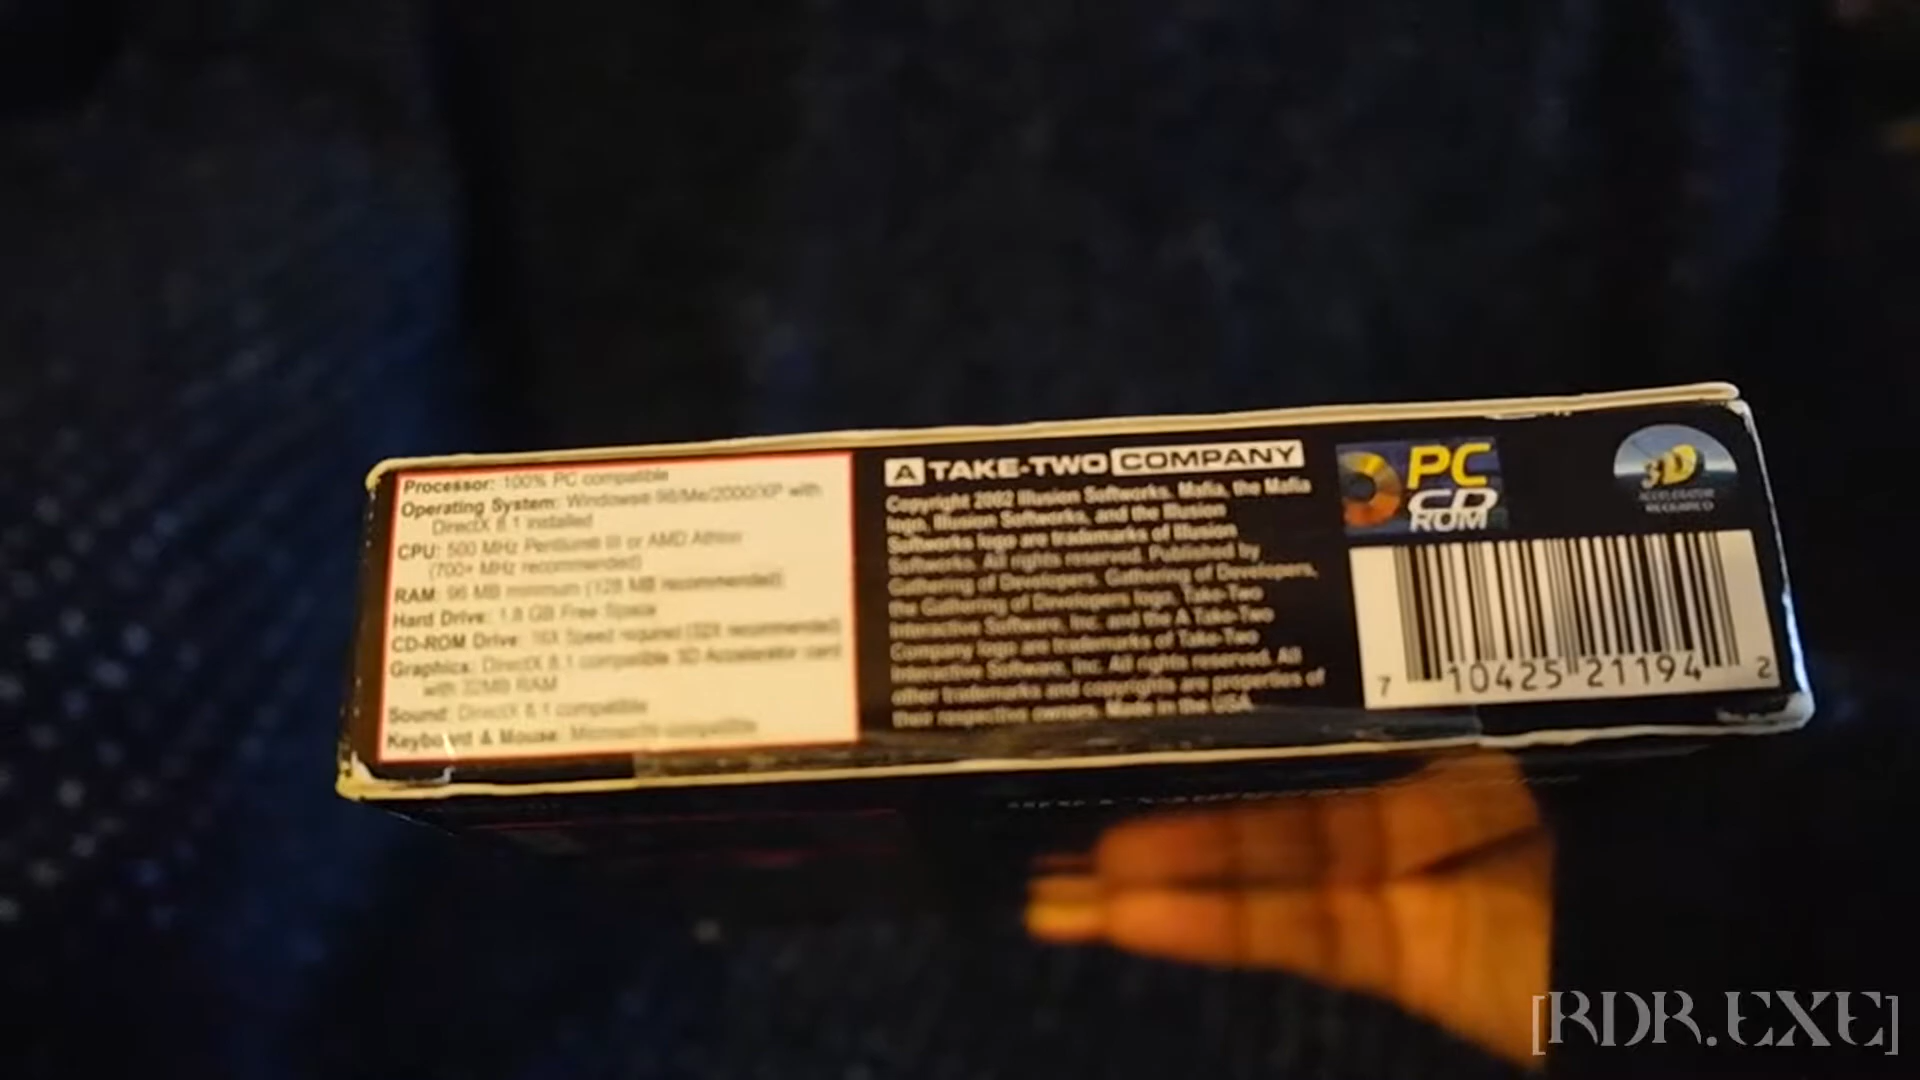 Processor: 100% PC compatible
Operating System: Windows® 98/Me/2000/XP with
DirectX 8.1 installed
CPU: 500 MHz Pentium® III or AMD Athlon
(700+ MHz recommended)
RAM: 96 MB minimum (128 MB recommended)
Hard Drive: 1.8 GB Free Space
CD-ROM Drive: 16X Speed required (32X recommended)
Graphics: DirectX 8.1 compatible 3D Accelerator card
with 32MB RAM
Sound: DirectX 8.1 compatible
Keyboard & Mouse: Microsoft® compatible
A TAKE-TWO COMPANY
Copyright 2002 Illusion Softworks. Mafia, the Mafia
logo, Illusion Softworks, and the Illusion
Softworks logo are trademarks of Illusion
Softworks. All rights reserved. Published by
Gathering of Developers. Gathering of Developers,
the Gathering of Developers logo, Take-Two
Interactive Software, Inc. and the A Take-Two
Company logo are trademarks of Take-Two
Interactive Software, Inc. All rights reserved. All
other trademarks and copyrights are properties of
their respective owners. Made in the USA.
PC
CD
ROM
3D
ACCELERATOR
REQUIRED
7 10425 21194 2
[RDR.EXE]